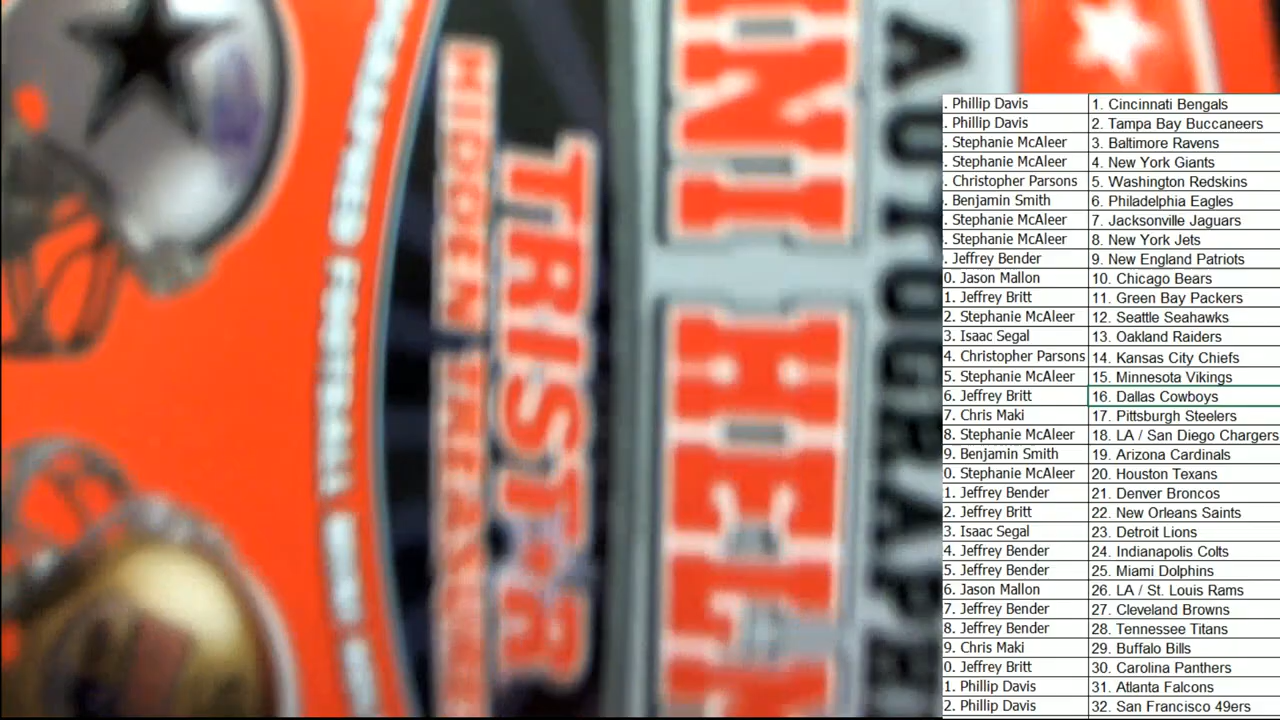 TRISTAR
HIDDEN TREASURES
MINI HELM
AUTOGRAPH
. Phillip Davis 1. Cincinnati Bengals
. Phillip Davis 2. Tampa Bay Buccaneers
. Stephanie McAleer 3. Baltimore Ravens
. Stephanie McAleer 4. New York Giants
. Christopher Parsons 5. Washington Redskins
. Benjamin Smith 6. Philadelphia Eagles
. Stephanie McAleer 7. Jacksonville Jaguars
. Stephanie McAleer 8. New York Jets
. Jeffrey Bender 9. New England Patriots
0. Jason Mallon 10. Chicago Bears
1. Jeffrey Britt 11. Green Bay Packers
2. Stephanie McAleer 12. Seattle Seahawks
3. Isaac Segal 13. Oakland Raiders
4. Christopher Parsons 14. Kansas City Chiefs
5. Stephanie McAleer 15. Minnesota Vikings
6. Jeffrey Britt 16. Dallas Cowboys
7. Chris Maki 17. Pittsburgh Steelers
8. Stephanie McAleer 18. LA / San Diego Chargers
9. Benjamin Smith 19. Arizona Cardinals
0. Stephanie McAleer 20. Houston Texans
1. Jeffrey Bender 21. Denver Broncos
2. Jeffrey Britt 22. New Orleans Saints
3. Isaac Segal 23. Detroit Lions
4. Jeffrey Bender 24. Indianapolis Colts
5. Jeffrey Bender 25. Miami Dolphins
6. Jason Mallon 26. LA / St. Louis Rams
7. Jeffrey Bender 27. Cleveland Browns
8. Jeffrey Bender 28. Tennessee Titans
9. Chris Maki 29. Buffalo Bills
0. Jeffrey Britt 30. Carolina Panthers
1. Phillip Davis 31. Atlanta Falcons
2. Phillip Davis 32. San Francisco 49ers